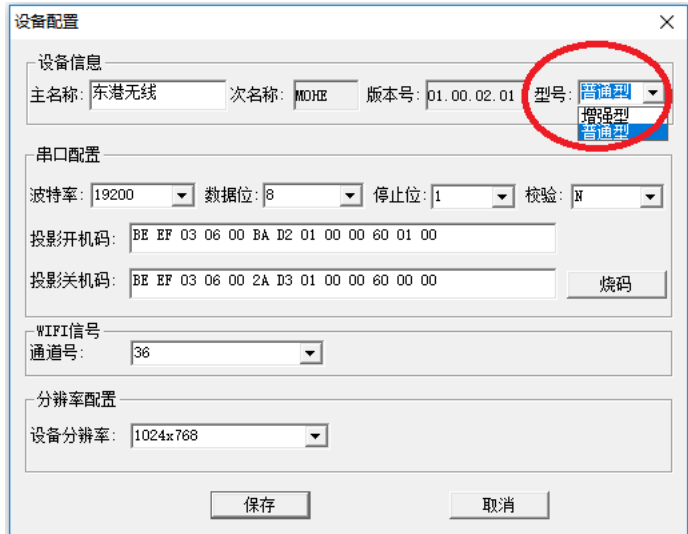 设备配置
设备信息
主名称: 东港无线 次名称: MOHE 版本号: 01.00.02.01 型号: 普通型
增强型
普通型
串口配置
波特率: 19200 数据位: 8 停止位: 1 校验: N
投影开机码: BE EF 03 06 00 BA D2 01 00 00 60 01 00
投影关机码: BE EF 03 06 00 2A D3 01 00 00 60 00 00 烧码
WIFI信号
通道号: 36
分辨率配置
设备分辨率: 1024x768
保存 取消